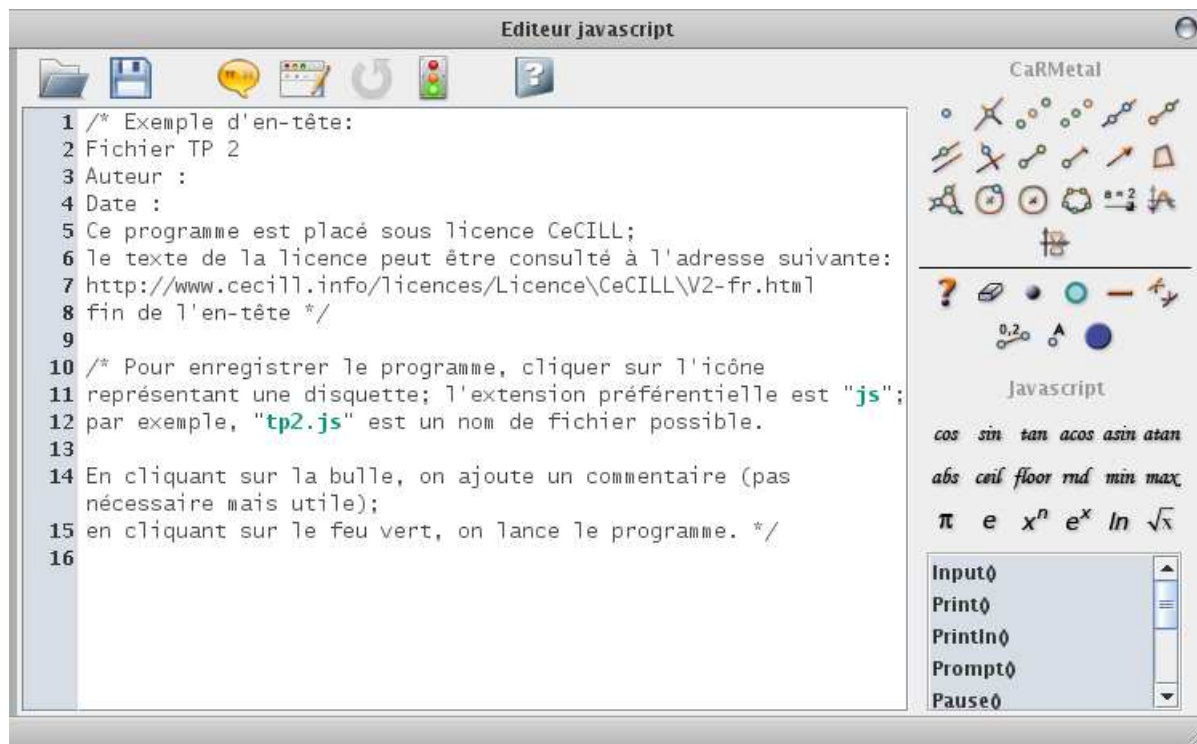 Editeur javascript
CaRMetal
1 /* Exemple d'en-tête:
2 Fichier TP 2
3 Auteur :
4 Date :
5 Ce programme est placé sous licence CeCILL;
6 le texte de la licence peut être consulté à l'adresse suivante:
7 http://www.cecill.info/licences/Licence\CeCILL\V2-fr.html
8 fin de l'en-tête */
9
10 /* Pour enregistrer le programme, cliquer sur l'icône
11 représentant une disquette; l'extension préférentielle est "js";
12 par exemple, "tp2.js" est un nom de fichier possible.
13
14 En cliquant sur la bulle, on ajoute un commentaire (pas
nécessaire mais utile);
15 en cliquant sur le feu vert, on lance le programme. */
16
a=2
?
0,2 A
Javascript
cos sin tan acos asin atan
abs ceil floor rnd min max
π e xⁿ eˣ ln √x
Input()
Print()
Println()
Prompt()
Pause()